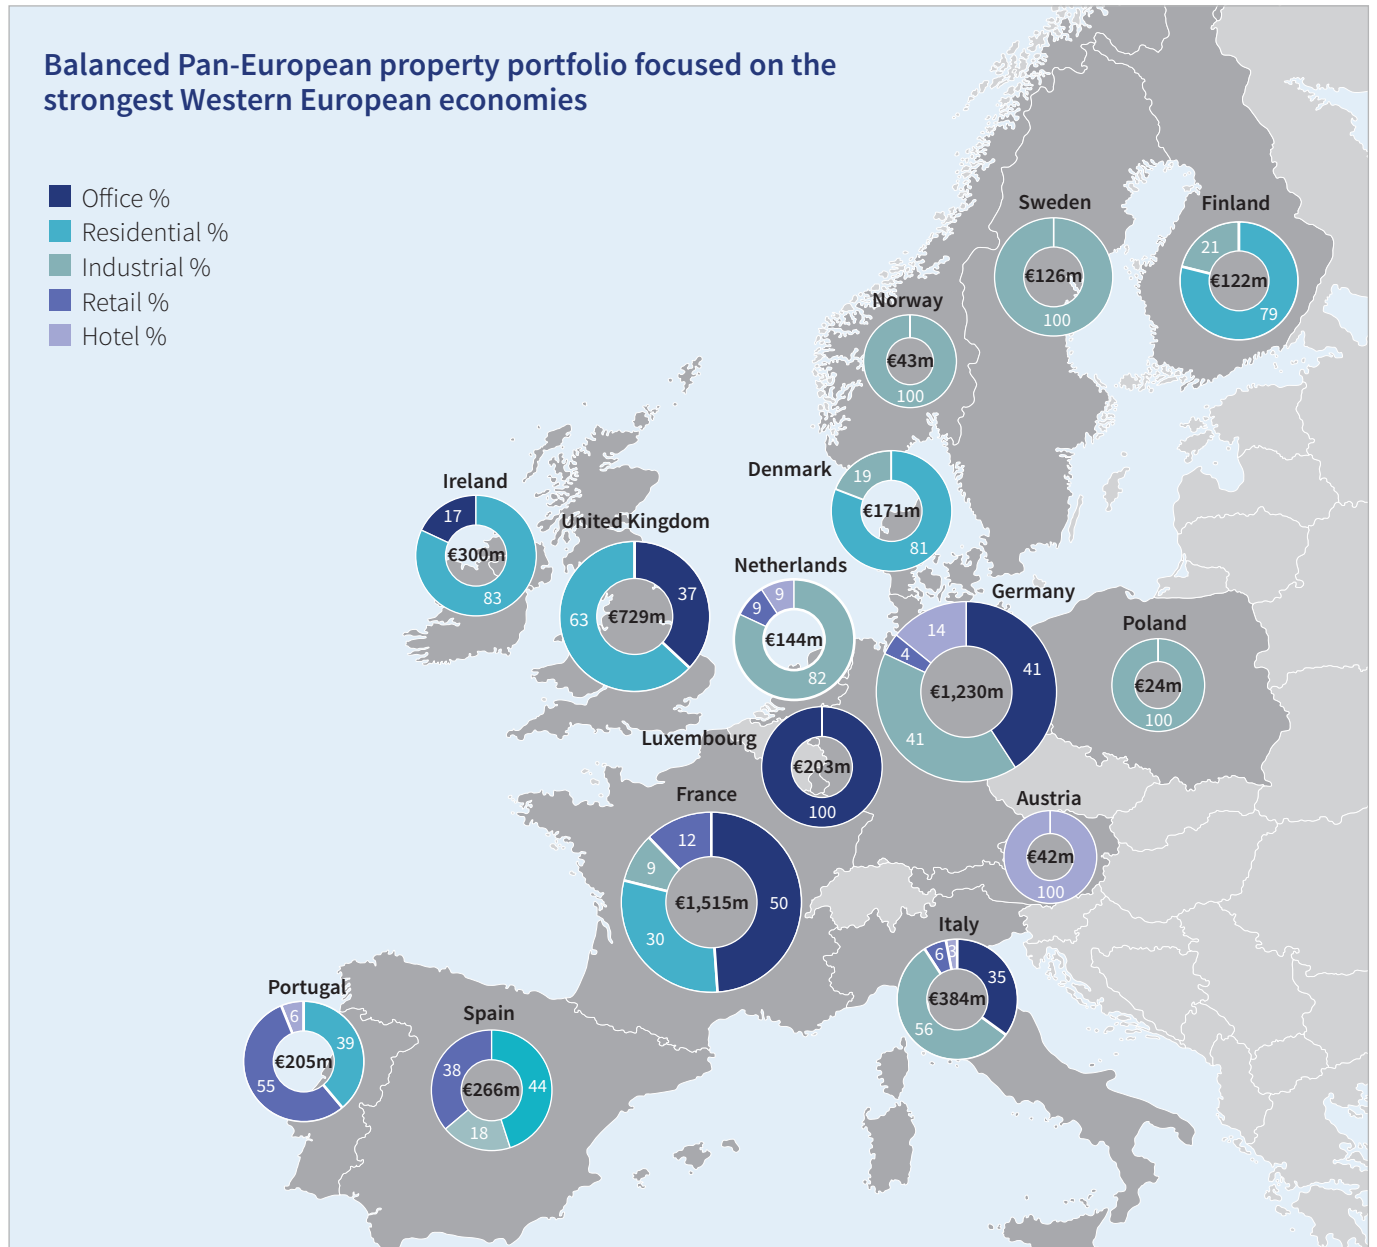 Balanced Pan-European property portfolio focused on the
strongest Western European economies
Office %
Residential %
Industrial %
Retail %
Hotel %
Sweden
€126m
100
Finland
21
€122m
79
Norway
€43m
100
Denmark
19
€171m
81
Ireland
17
€300m
83
United Kingdom
37
€729m
63
Netherlands
9
9
€144m
82
Germany
14
4
41
€1,230m
41
Poland
€24m
100
Luxembourg
€203m
100
France
12
9
€1,515m
50
30
Austria
€42m
100
Italy
6
3
35
€384m
56
Portugal
6
39
€205m
55
Spain
38
44
€266m
18